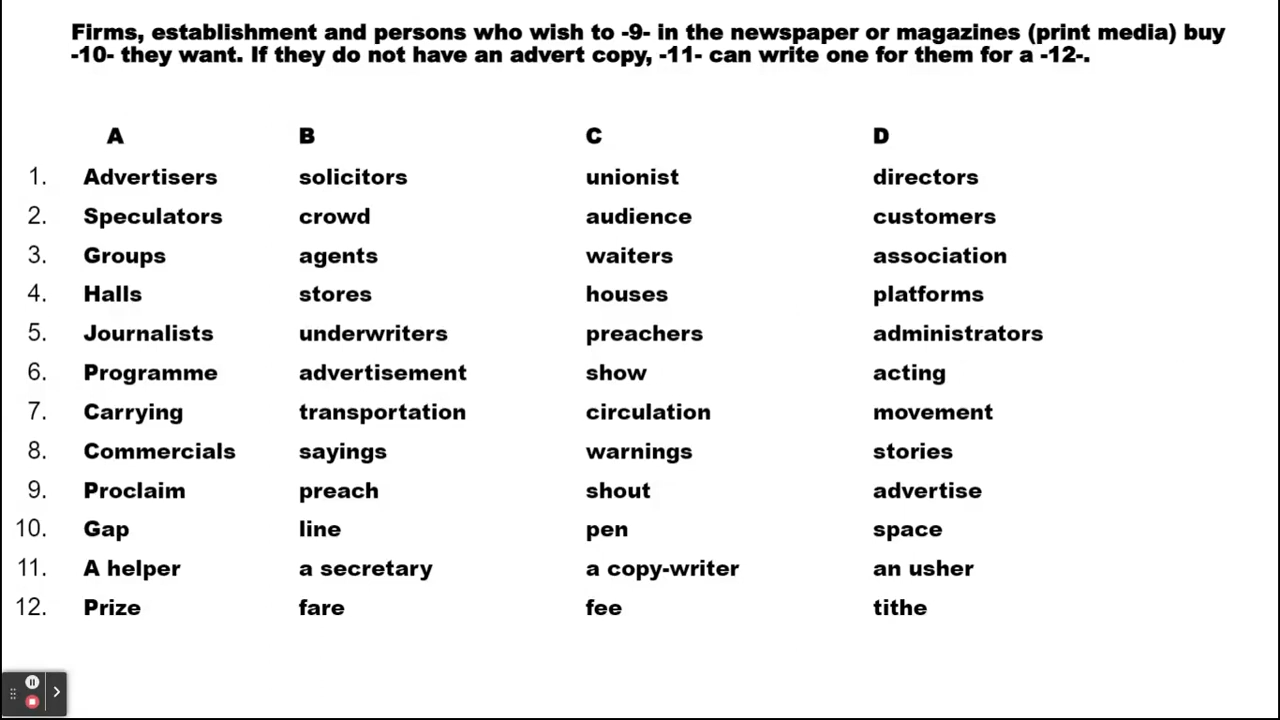 Firms, establishment and persons who wish to -9- in the newspaper or magazines (print media) buy
-10- they want. If they do not have an advert copy, -11- can write one for them for a -12-.
A B C D
1. Advertisers solicitors unionist directors
2. Speculators crowd audience customers
3. Groups agents waiters association
4. Halls stores houses platforms
5. Journalists underwriters preachers administrators
6. Programme advertisement show acting
7. Carrying transportation circulation movement
8. Commercials sayings warnings stories
9. Proclaim preach shout advertise
10. Gap line pen space
11. A helper a secretary a copy-writer an usher
12. Prize fare fee tithe